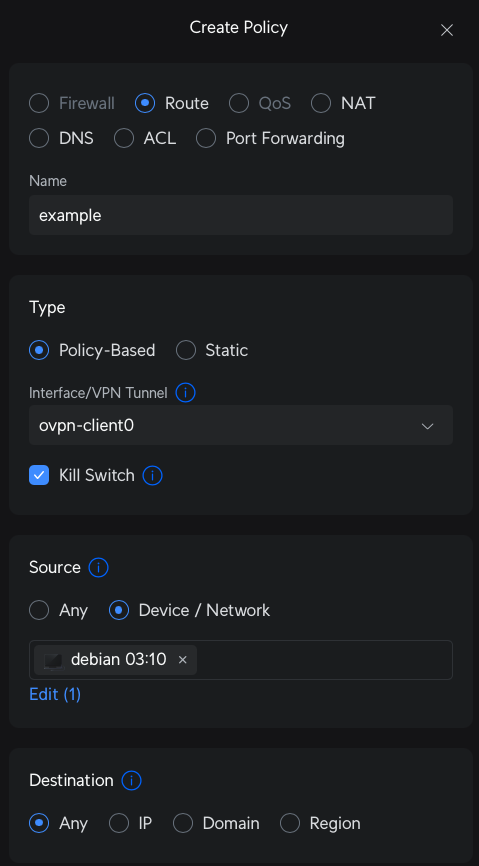 Create Policy
Firewall Route QoS NAT
DNS ACL Port Forwarding
Name
example
Type
Policy-Based Static
Interface/VPN Tunnel
ovpn-client0
Kill Switch
Source
Any Device / Network
debian 03:10 ×
Edit (1)
Destination
Any IP Domain Region